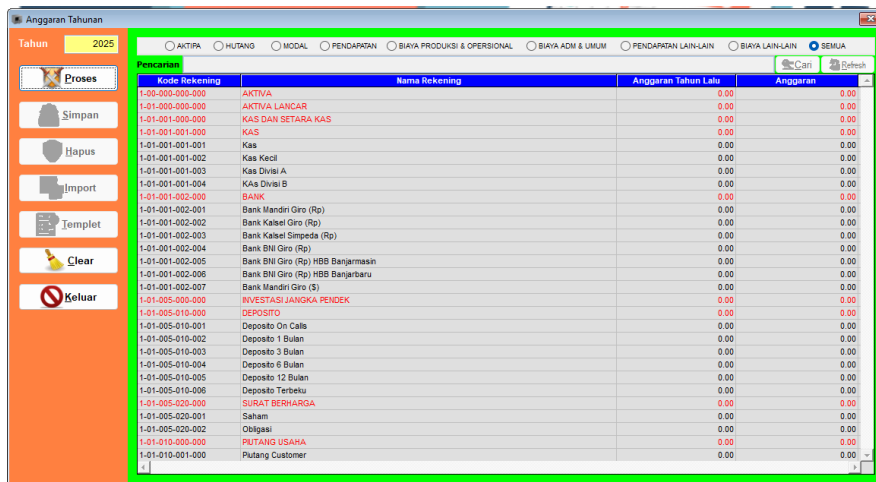 Anggaran Tahunan
Tahun 2025
AKTIPA HUTANG MODAL PENDAPATAN BIAYA PRODUKSI & OPERSIONAL BIAYA ADM & UMUM PENDAPATAN LAIN-LAIN BIAYA LAIN-LAIN SEMUA
Pencarian Cari Refresh
Proses
Simpan
Hapus
Import
Templet
Clear
Keluar
Kode Rekening Nama Rekening Anggaran Tahun Lalu Anggaran
1-00-000-000-000 AKTIVA 0.00 0.00
1-01-000-000-000 AKTIVA LANCAR 0.00 0.00
1-01-001-000-000 KAS DAN SETARA KAS 0.00 0.00
1-01-001-001-000 KAS 0.00 0.00
1-01-001-001-001 Kas 0.00 0.00
1-01-001-001-002 Kas Kecil 0.00 0.00
1-01-001-001-003 Kas Divisi A 0.00 0.00
1-01-001-001-004 KAs Divisi B 0.00 0.00
1-01-001-002-000 BANK 0.00 0.00
1-01-001-002-001 Bank Mandiri Giro (Rp) 0.00 0.00
1-01-001-002-002 Bank Kalsel Giro (Rp) 0.00 0.00
1-01-001-002-003 Bank Kalsel Simpeda (Rp) 0.00 0.00
1-01-001-002-004 Bank BNI Giro (Rp) 0.00 0.00
1-01-001-002-005 Bank BNI Giro (Rp) HBB Banjarmasin 0.00 0.00
1-01-001-002-006 Bank BNI Giro (Rp) HBB Banjarbaru 0.00 0.00
1-01-001-002-007 Bank Mandiri Giro ($) 0.00 0.00
1-01-005-000-000 INVESTASI JANGKA PENDEK 0.00 0.00
1-01-005-010-000 DEPOSITO 0.00 0.00
1-01-005-010-001 Deposito On Calls 0.00 0.00
1-01-005-010-002 Deposito 1 Bulan 0.00 0.00
1-01-005-010-003 Deposito 3 Bulan 0.00 0.00
1-01-005-010-004 Deposito 6 Bulan 0.00 0.00
1-01-005-010-005 Deposito 12 Bulan 0.00 0.00
1-01-005-010-006 Deposito Terbeku 0.00 0.00
1-01-005-020-000 SURAT BERHARGA 0.00 0.00
1-01-005-020-001 Saham 0.00 0.00
1-01-005-020-002 Obligasi 0.00 0.00
1-01-010-000-000 PIUTANG USAHA 0.00 0.00
1-01-010-001-000 Piutang Customer 0.00 0.00